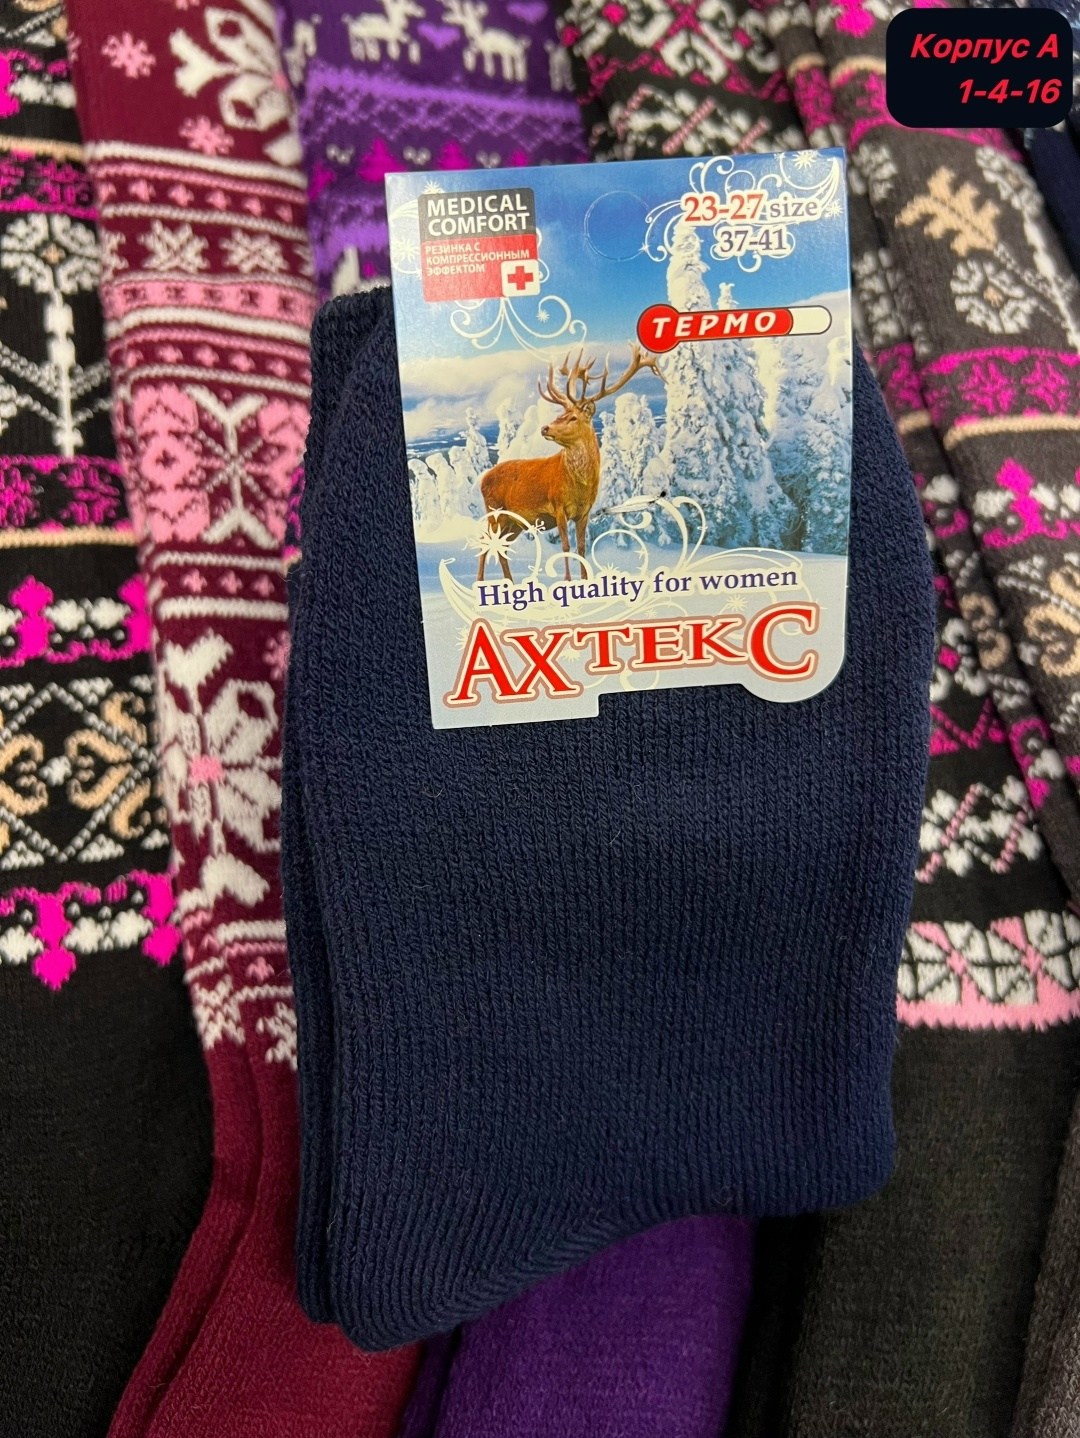 Корпус А
1-4-16
MEDICAL
COMFORT
РЕЗИНКА С
КОМПРЕССИОННЫМ
ЭФФЕКТОМ
23-27 size
37-41
ТЕРМО
High quality for women
АХТЕКС